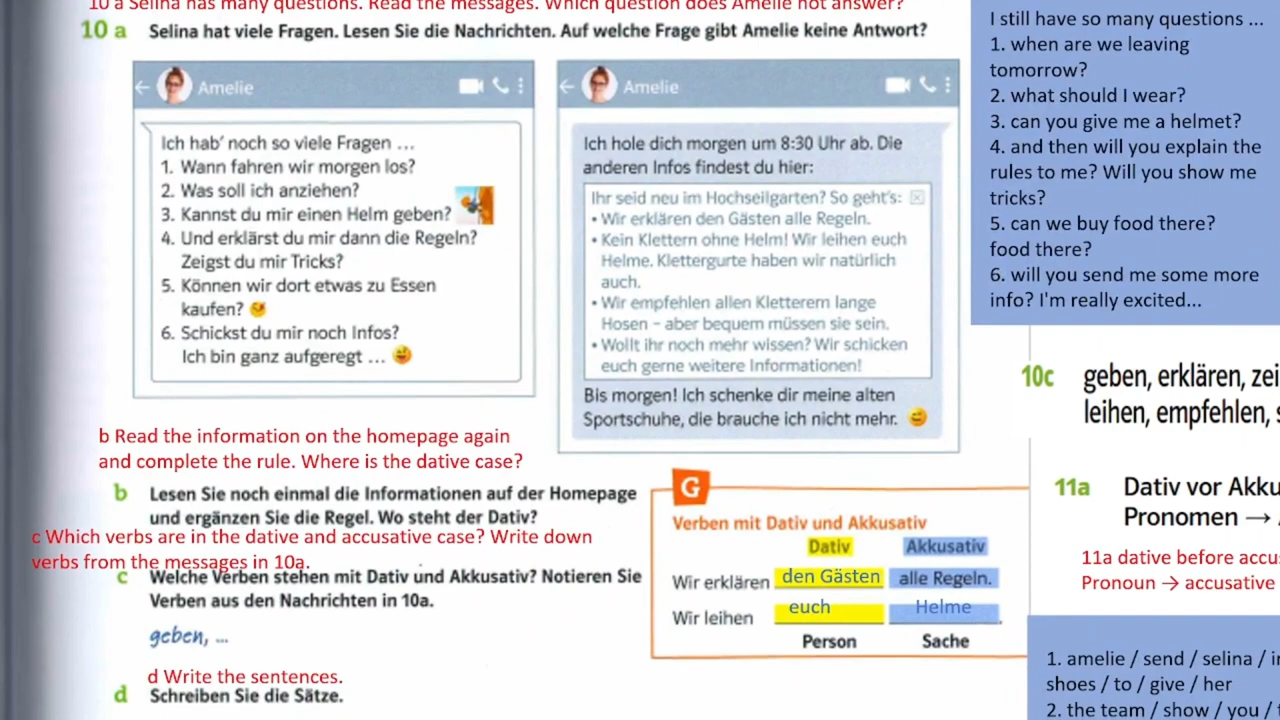 10 a Selina has many questions. Read the messages. Which question does Amelie not answer?
10 a Selina hat viele Fragen. Lesen Sie die Nachrichten. Auf welche Frage gibt Amelie keine Antwort?
Amelie
Ich hab' noch so viele Fragen ...
1. Wann fahren wir morgen los?
2. Was soll ich anziehen?
3. Kannst du mir einen Helm geben?
4. Und erklärst du mir dann die Regeln?
Zeigst du mir Tricks?
5. Können wir dort etwas zu Essen
kaufen?
6. Schickst du mir noch Infos?
Ich bin ganz aufgeregt ...
Amelie
Ich hole dich morgen um 8:30 Uhr ab. Die
anderen Infos findest du hier:
Ihr seid neu im Hochseilgarten? So geht's:
• Wir erklären den Gästen alle Regeln.
• Kein Klettern ohne Helm! Wir leihen euch
Helme. Klettergurte haben wir natürlich
auch.
• Wir empfehlen allen Kletterern lange
Hosen – aber bequem müssen sie sein.
• Wollt ihr noch mehr wissen? Wir schicken
euch gerne weitere Informationen!
Bis morgen! Ich schenke dir meine alten
Sportschuhe, die brauche ich nicht mehr.
I still have so many questions ...
1. when are we leaving
tomorrow?
2. what should I wear?
3. can you give me a helmet?
4. and then will you explain the
rules to me? Will you show me
tricks?
5. can we buy food there?
food there?
6. will you send me some more
info? I'm really excited...
b Read the information on the homepage again
and complete the rule. Where is the dative case?
b Lesen Sie noch einmal die Informationen auf der Homepage
und ergänzen Sie die Regel. Wo steht der Dativ?
c Which verbs are in the dative and accusative case? Write down
verbs from the messages in 10a.
c Welche Verben stehen mit Dativ und Akkusativ? Notieren Sie
Verben aus den Nachrichten in 10a.
geben, ...
d Write the sentences.
d Schreiben Sie die Sätze.
G
Verben mit Dativ und Akkusativ
Dativ Akkusativ
Wir erklären den Gästen alle Regeln.
Wir leihen euch Helme.
Person Sache
10c geben, erklären, zei
leihen, empfehlen, s
11a Dativ vor Akku
Pronomen →
11a dative before accus
Pronoun → accusative
1. amelie / send / selina / in
shoes / to / give / her
2. the team / show / you / t